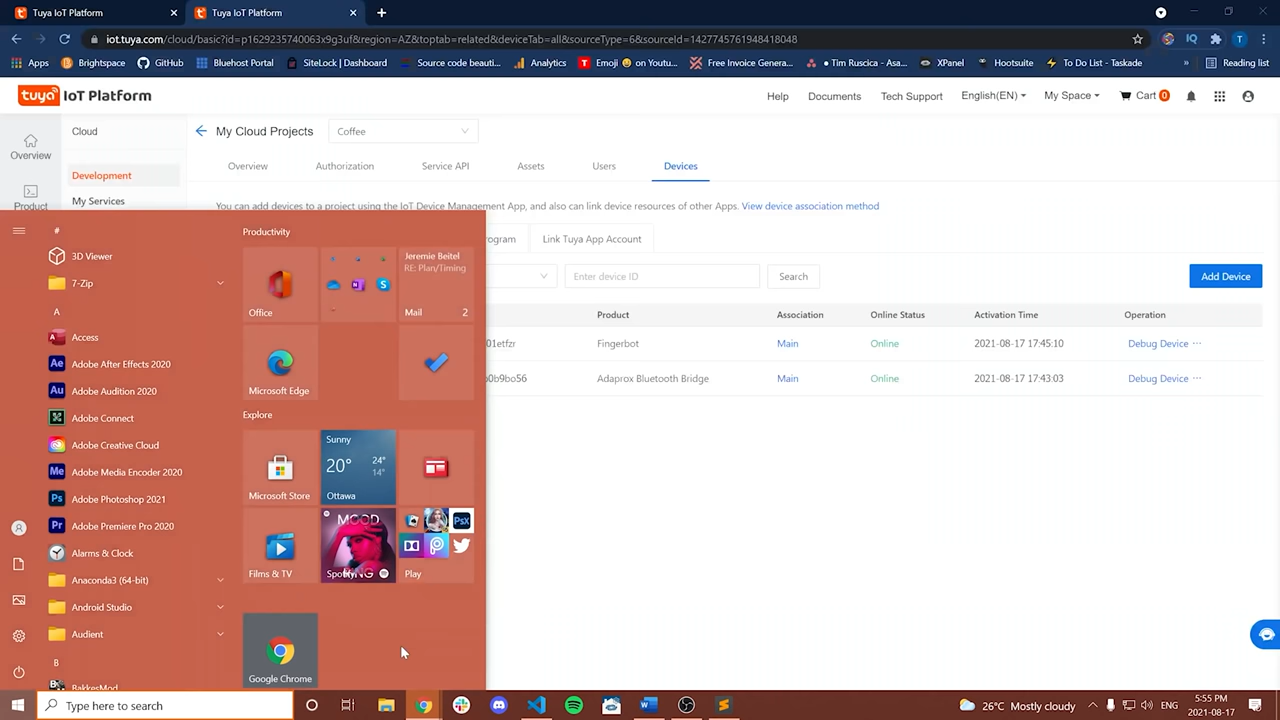 Tuya IoT Platform
Tuya IoT Platform
iot.tuya.com/cloud/basic?id=p1629235740063x9g3uf&region=AZ&toptab=related&deviceTab=all&sourceType=6&sourceId=1427745761948418048
Apps
Brightspace
GitHub
Bluehost Portal
SiteLock | Dashboard
Source code beauti...
Analytics
Emoji 😀 on Youtu...
Free Invoice Genera...
• Tim Ruscica - Asa...
XPanel
Hootsuite
To Do List - Taskade
»
Reading list
tuya IoT Platform
Help
Documents
Tech Support
English(EN)
My Space
Cart 0
Overview
Product
Cloud
Development
My Services
My Cloud Projects
Coffee
Overview
Authorization
Service API
Assets
Users
Devices
You can add devices to a project using the IoT Device Management App, and also can link device resources of other Apps. View device association method
rogram
Link Tuya App Account
Enter device ID
Search
Add Device
Product
Association
Online Status
Activation Time
Operation
01etfzr
Fingerbot
Main
Online
2021-08-17 17:45:10
Debug Device ...
b0b9bo56
Adaprox Bluetooth Bridge
Main
Online
2021-08-17 17:43:03
Debug Device ...
#
3D Viewer
7-Zip
A
Access
Adobe After Effects 2020
Adobe Audition 2020
Adobe Connect
Adobe Creative Cloud
Adobe Media Encoder 2020
Adobe Photoshop 2021
Adobe Premiere Pro 2020
Alarms & Clock
Anaconda3 (64-bit)
Android Studio
Audient
B
BakkesMod
Productivity
Office
Jeremie Beitel
RE: Plan/Timing
Mail 2
Microsoft Edge
Explore
Microsoft Store
Sunny
20° 24°
14°
Ottawa
Films & TV
MOOD
Spotify
Play
Google Chrome
Type here to search
26°C Mostly cloudy
ENG
5:55 PM
2021-08-17